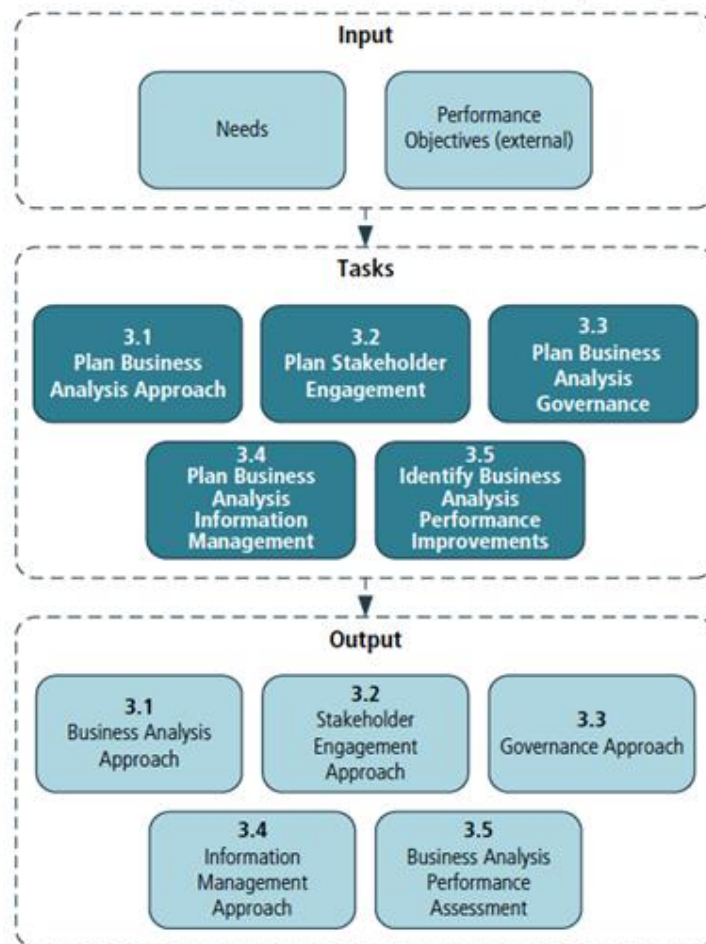 Input
Needs
Performance
Objectives (external)
Tasks
3.1
Plan Business
Analysis Approach
3.2
Plan Stakeholder
Engagement
3.3
Plan Business
Analysis
Governance
3.4
Plan Business
Analysis
Information
Management
3.5
Identify Business
Analysis
Performance
Improvements
Output
3.1
Business Analysis
Approach
3.2
Stakeholder
Engagement
Approach
3.3
Governance Approach
3.4
Information
Management
Approach
3.5
Business Analysis
Performance
Assessment